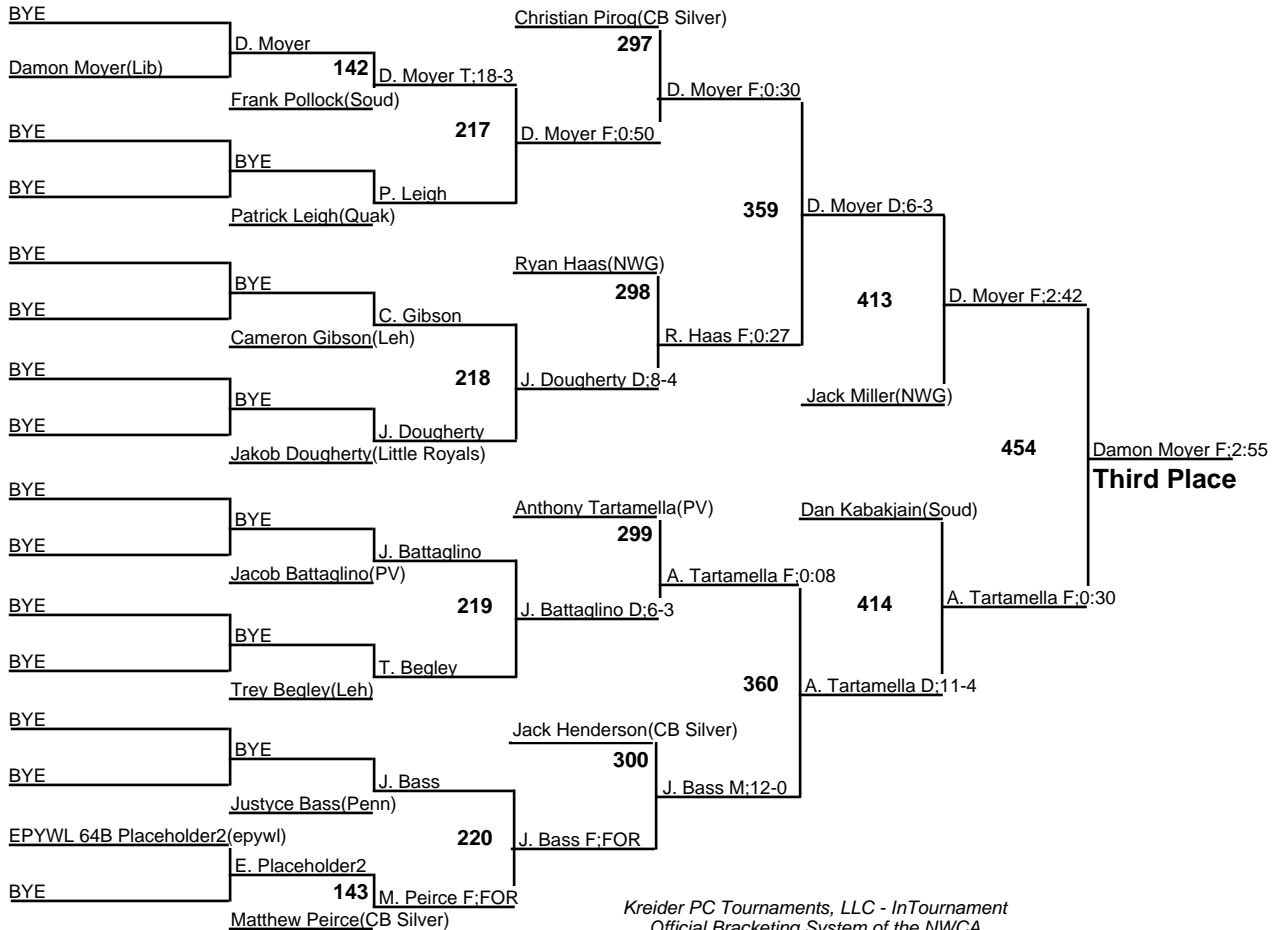 BYE
Christian Pirog(CB Silver)
297
D. Moyer
Damon Moyer(Lib)
142
D. Moyer T;18-3
D. Moyer F;0:30
Frank Pollock(Soud)
BYE
217
D. Moyer F;0:50
BYE
BYE
P. Leigh
Patrick Leigh(Quak)
359
D. Moyer D;6-3
BYE
Ryan Haas(NWG)
BYE
298
413
D. Moyer F;2:42
BYE
C. Gibson
Cameron Gibson(Leh)
R. Haas F;0:27
BYE
218
J. Dougherty D;8-4
BYE
Jack Miller(NWG)
BYE
J. Dougherty
Jakob Dougherty(Little Royals)
454
Damon Moyer F;2:55
Third Place
BYE
Anthony Tartamella(PV)
Dan Kabakjain(Soud)
BYE
299
BYE
J. Battaglino
Jacob Battaglino(PV)
A. Tartamella F;0:08
BYE
219
J. Battaglino D;6-3
414
A. Tartamella F;0:30
BYE
BYE
T. Begley
Trey Begley(Leh)
360
A. Tartamella D;11-4
BYE
Jack Henderson(CB Silver)
BYE
300
BYE
J. Bass
J. Bass M;12-0
Justyce Bass(Penn)
EPYWL 64B Placeholder2(epywl)
220
J. Bass F;FOR
E. Placeholder2
BYE
143
M. Peirce F;FOR
Matthew Peirce(CB Silver)
Kreider PC Tournaments, LLC - InTournament
Official Bracketing System of the NWCA